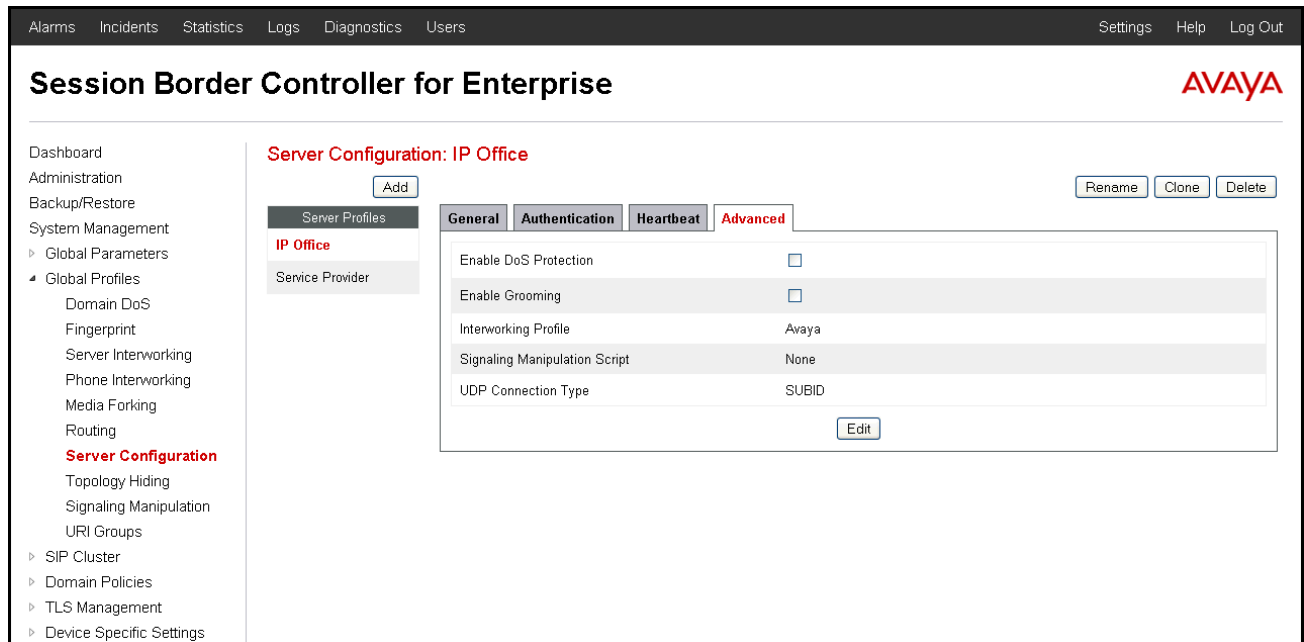 Alarms Incidents Statistics Logs Diagnostics Users Settings Help Log Out
Session Border Controller for Enterprise
AVAYA
Dashboard
Administration
Backup/Restore
System Management
Global Parameters
Global Profiles
Domain DoS
Fingerprint
Server Interworking
Phone Interworking
Media Forking
Routing
Server Configuration
Topology Hiding
Signaling Manipulation
URI Groups
SIP Cluster
Domain Policies
TLS Management
Device Specific Settings
Server Configuration: IP Office
Add
Rename Clone Delete
Server Profiles
IP Office
Service Provider
General Authentication Heartbeat Advanced
Enable DoS Protection
Enable Grooming
Interworking Profile Avaya
Signaling Manipulation Script None
UDP Connection Type SUBID
Edit